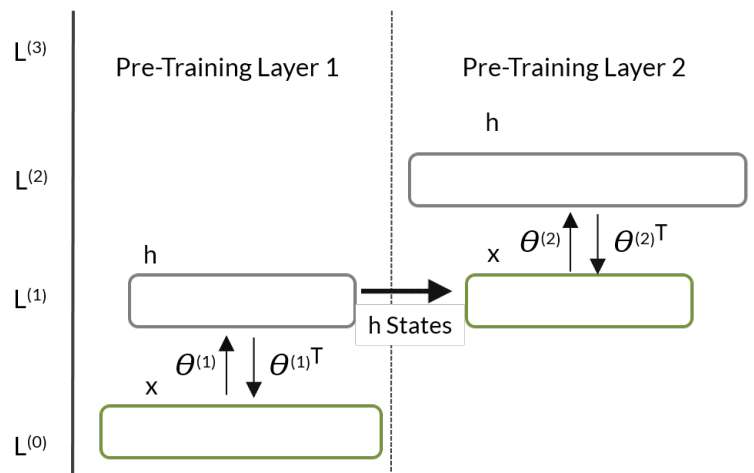 L(3)
Pre-Training Layer 1
Pre-Training Layer 2
h
L(2)
h
x
θ(2)
θ(2)T
L(1)
h States
θ(1)
θ(1)T
x
L(0)